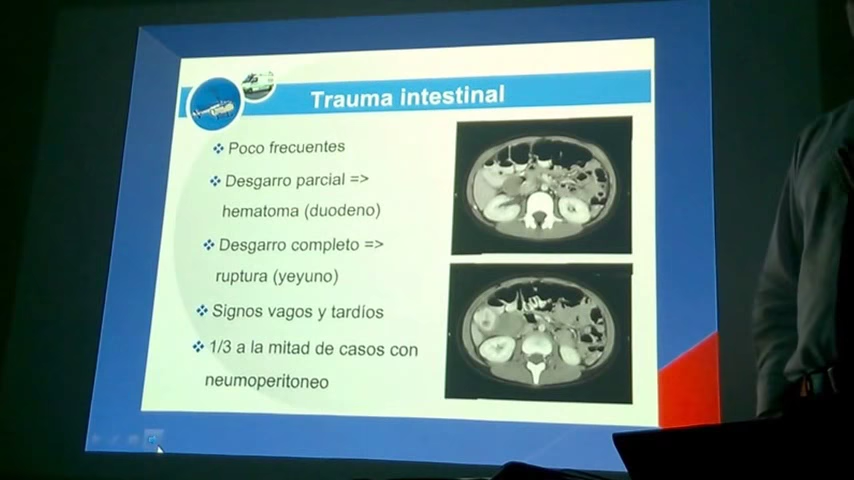 Trauma intestinal
Poco frecuentes
Desgarro parcial =>
hematoma (duodeno)
Desgarro completo =>
ruptura (yeyuno)
Signos vagos y tardíos
1/3 a la mitad de casos con
neumoperitoneo